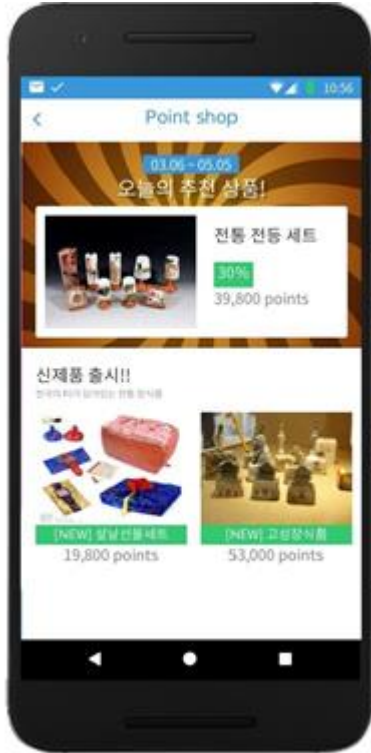 10:56
Point shop
03.06 ~ 05.05
오늘의 추천 상품!
전통 전등 세트
30%
39,800 points
신제품 출시!!
[NEW] 설날선물세트
19,800 points
[NEW] 고성장식품
53,000 points